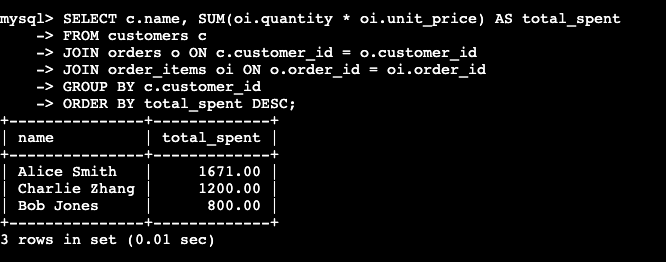 mysql> SELECT c.name, SUM(oi.quantity * oi.unit_price) AS total_spent
    -> FROM customers c
    -> JOIN orders o ON c.customer_id = o.customer_id
    -> JOIN order_items oi ON o.order_id = oi.order_id
    -> GROUP BY c.customer_id
    -> ORDER BY total_spent DESC;
+---------------+-------------+
| name          | total_spent |
+---------------+-------------+
| Alice Smith   |     1671.00 |
| Charlie Zhang |     1200.00 |
| Bob Jones     |      800.00 |
+---------------+-------------+
3 rows in set (0.01 sec)